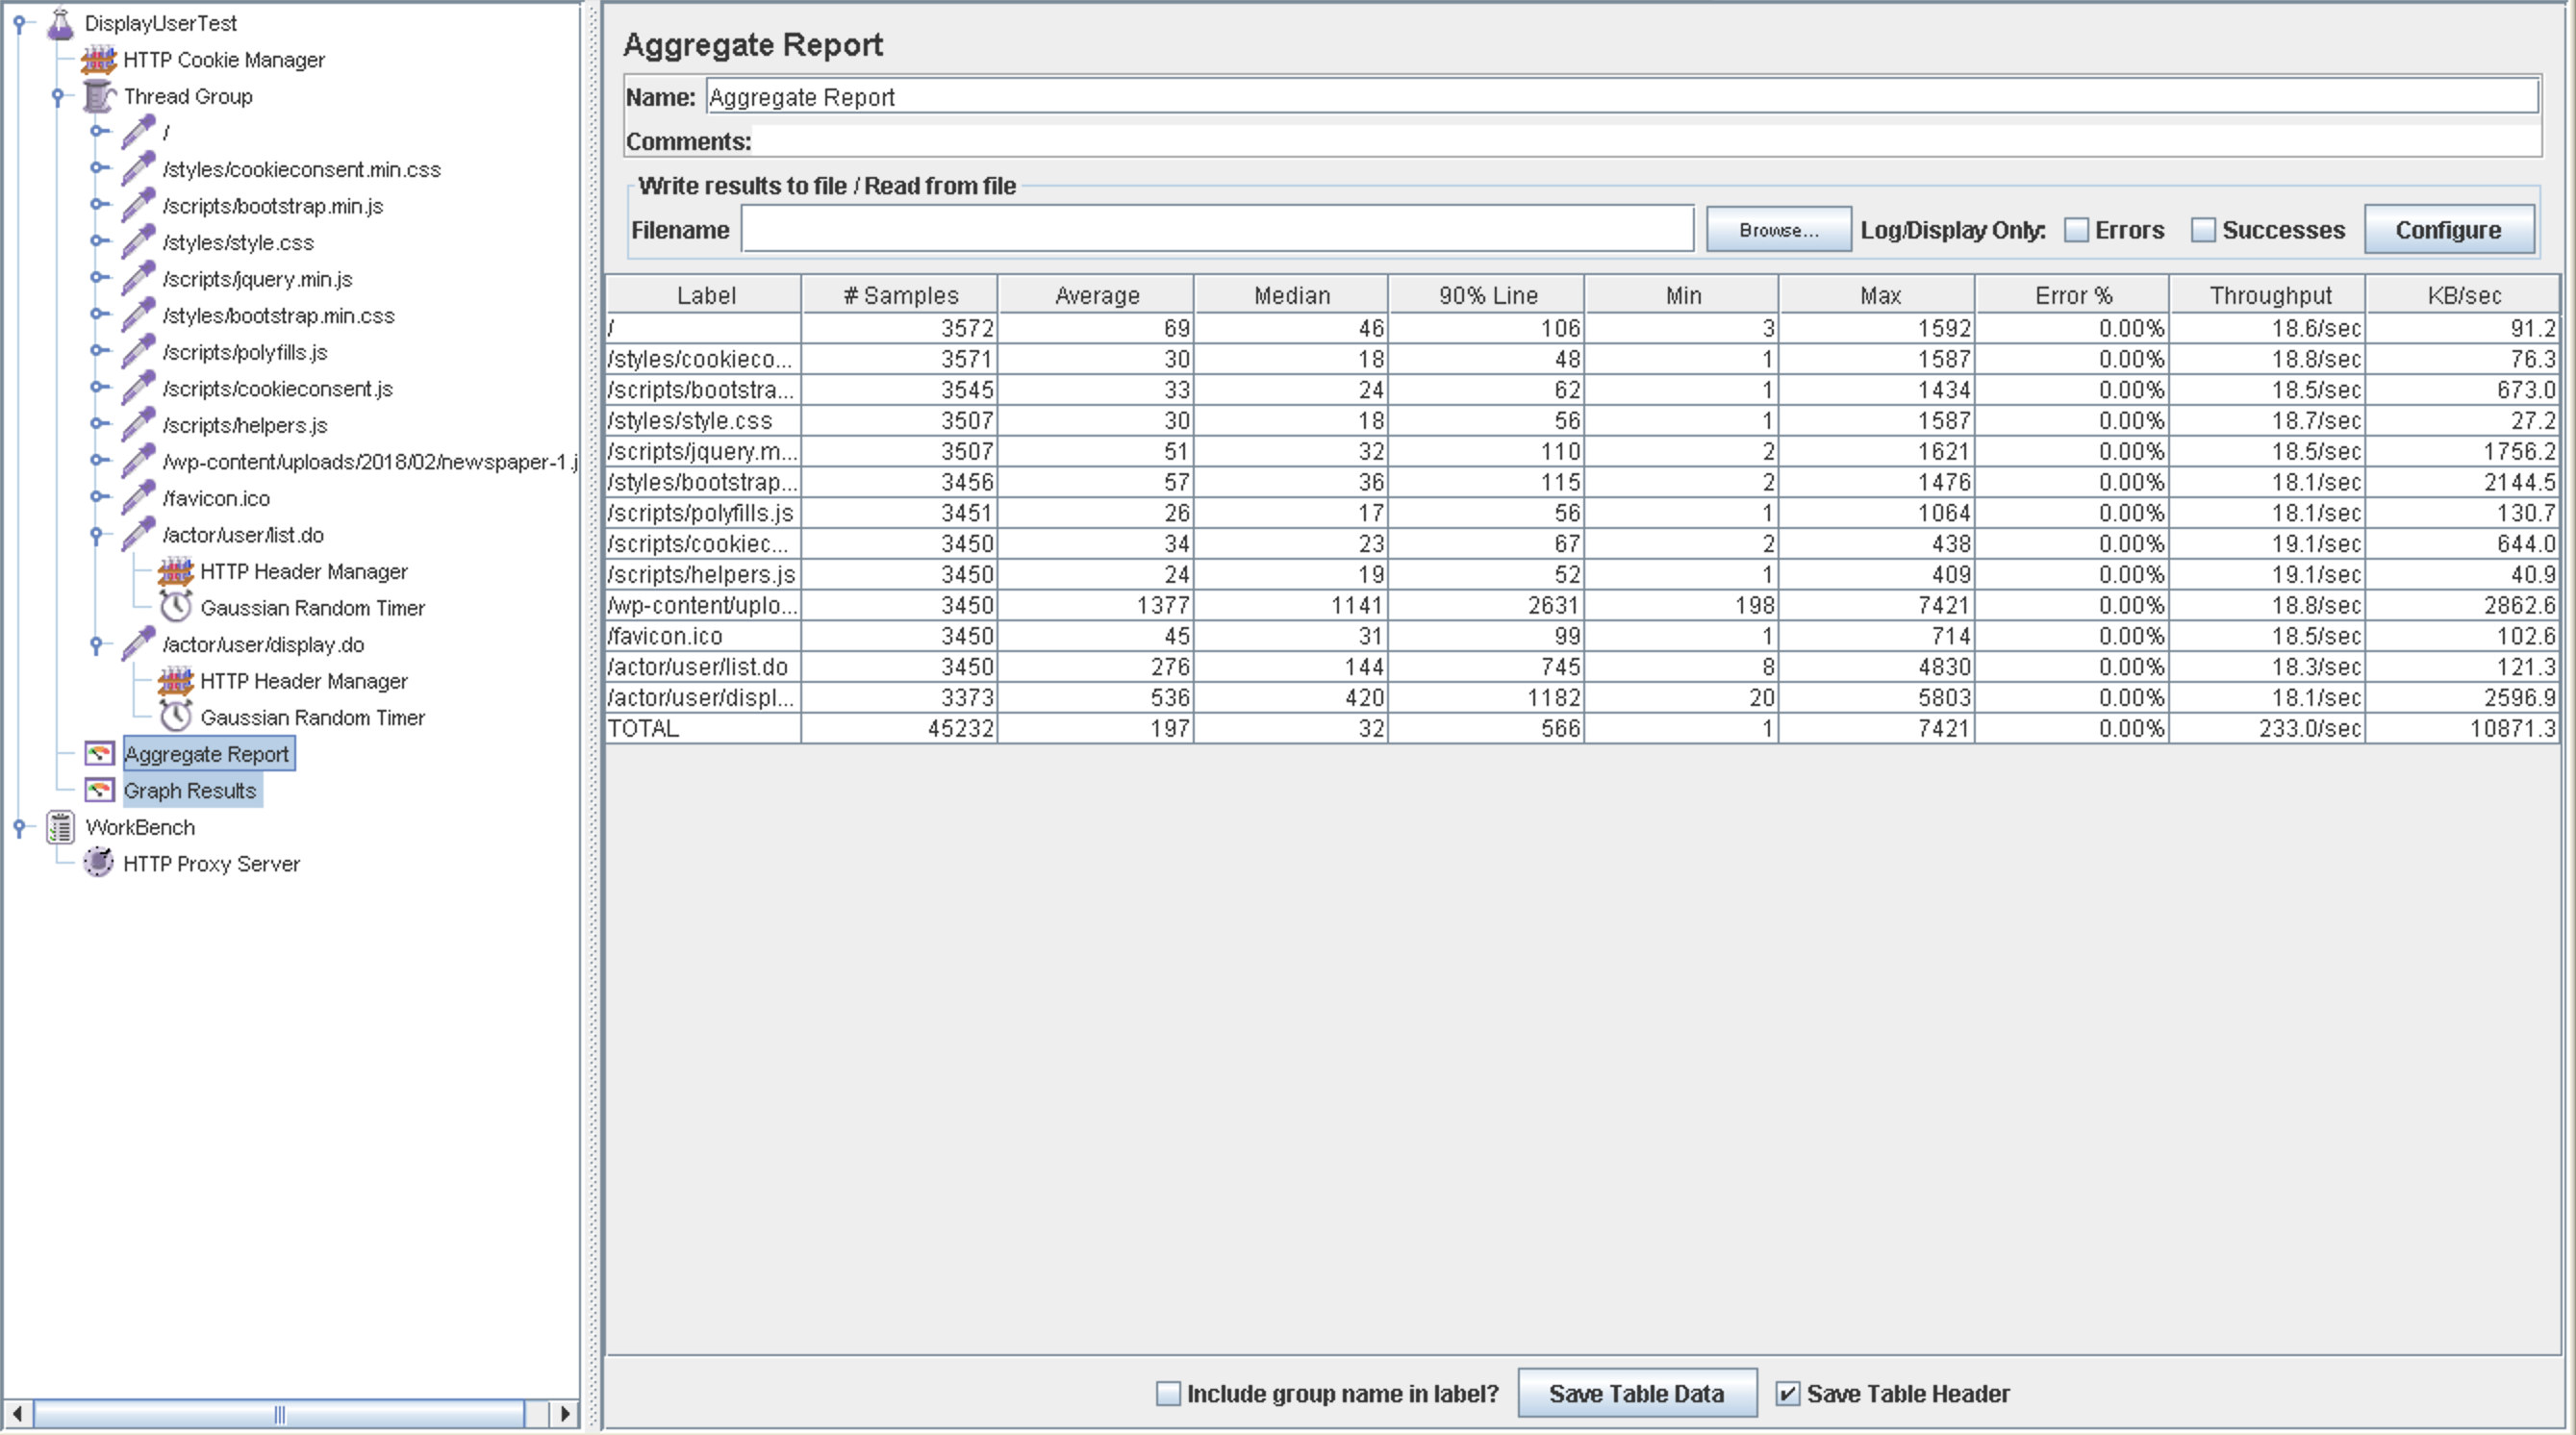 DisplayUserTest
HTTP Cookie Manager
Thread Group
/
/styles/cookieconsent.min.css
/scripts/bootstrap.min.js
/styles/style.css
/scripts/jquery.min.js
/styles/bootstrap.min.css
/scripts/polyfills.js
/scripts/cookieconsent.js
/scripts/helpers.js
/wp-content/uploads/2018/02/newspaper-1.j
/favicon.ico
/actor/user/list.do
HTTP Header Manager
Gaussian Random Timer
/actor/user/display.do
HTTP Header Manager
Gaussian Random Timer
Aggregate Report
Graph Results
WorkBench
HTTP Proxy Server
Aggregate Report
Name: Aggregate Report
Comments:
Write results to file / Read from file
Filename Browse... Log/Display Only: Errors Successes Configure
Label # Samples Average Median 90% Line Min Max Error % Throughput KB/sec
/ 3572 69 46 106 3 1592 0.00% 18.6/sec 91.2
/styles/cookieco... 3571 30 18 48 1 1587 0.00% 18.8/sec 76.3
/scripts/bootstra... 3545 33 24 62 1 1434 0.00% 18.5/sec 673.0
/styles/style.css 3507 30 18 56 1 1587 0.00% 18.7/sec 27.2
/scripts/jquery.m... 3507 51 32 110 2 1621 0.00% 18.5/sec 1756.2
/styles/bootstrap... 3456 57 36 115 2 1476 0.00% 18.1/sec 2144.5
/scripts/polyfills.js 3451 26 17 56 1 1064 0.00% 18.1/sec 130.7
/scripts/cookiec... 3450 34 23 67 2 438 0.00% 19.1/sec 644.0
/scripts/helpers.js 3450 24 19 52 1 409 0.00% 19.1/sec 40.9
/wp-content/uplo... 3450 1377 1141 2631 198 7421 0.00% 18.8/sec 2862.6
/favicon.ico 3450 45 31 99 1 714 0.00% 18.5/sec 102.6
/actor/user/list.do 3450 276 144 745 8 4830 0.00% 18.3/sec 121.3
/actor/user/displ... 3373 536 420 1182 20 5803 0.00% 18.1/sec 2596.9
TOTAL 45232 197 32 566 1 7421 0.00% 233.0/sec 10871.3
Include group name in label? Save Table Data Save Table Header